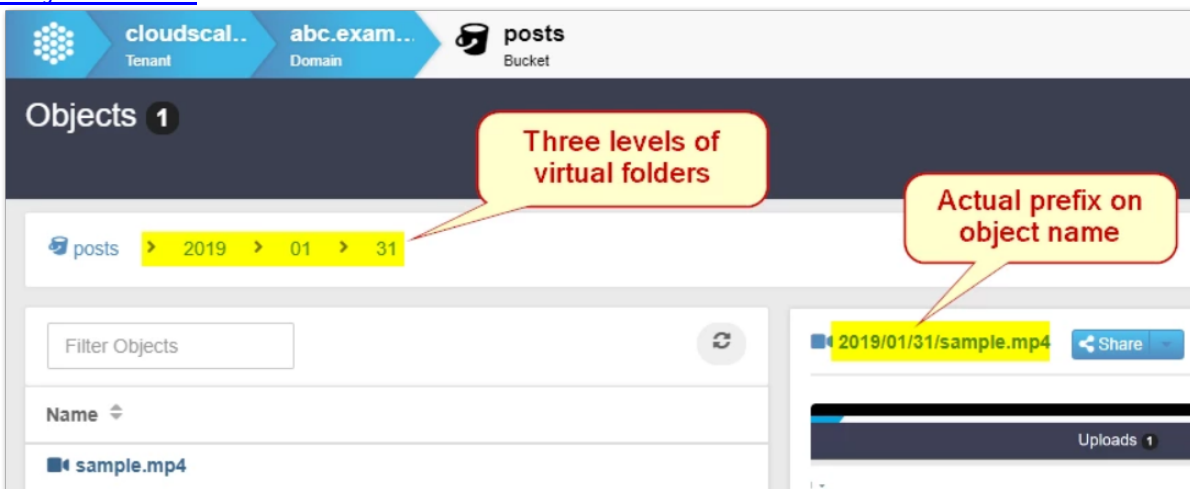 cloudscal.. abc.exam... posts
Tenant Domain Bucket
Objects 1
Three levels of
virtual folders
Actual prefix on
object name
posts > 2019 > 01 > 31
Filter Objects
2019/01/31/sample.mp4 Share
Name
Uploads 1
sample.mp4